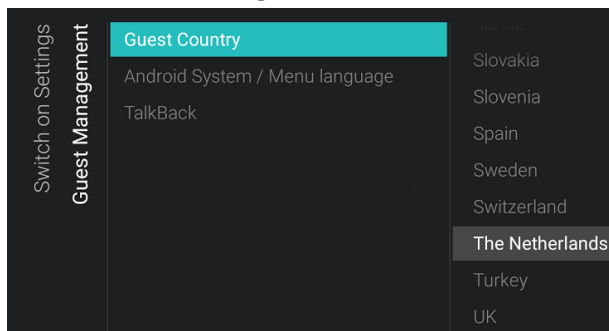 Switch on Settings
Guest Management
Guest Country
Android System / Menu language
TalkBack
Serbia
Slovakia
Slovenia
Spain
Sweden
Switzerland
The Netherlands
Turkey
UK